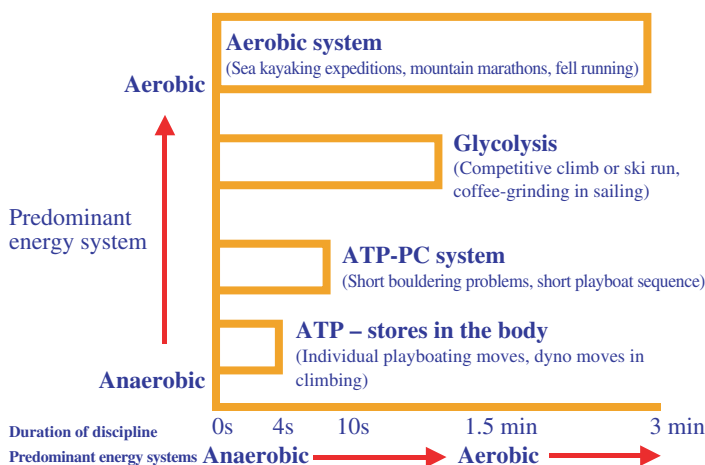 Aerobic system
(Sea kayaking expeditions, mountain marathons, fell running)
Aerobic
Glycolysis
(Competitive climb or ski run,
coffee-grinding in sailing)
Predominant
energy system
ATP-PC system
(Short bouldering problems, short playboat sequence)
ATP – stores in the body
(Individual playboating moves, dyno moves in
climbing)
Anaerobic
Duration of discipline 0s 4s 10s 1.5 min 3 min
Predominant energy systems Anaerobic Aerobic